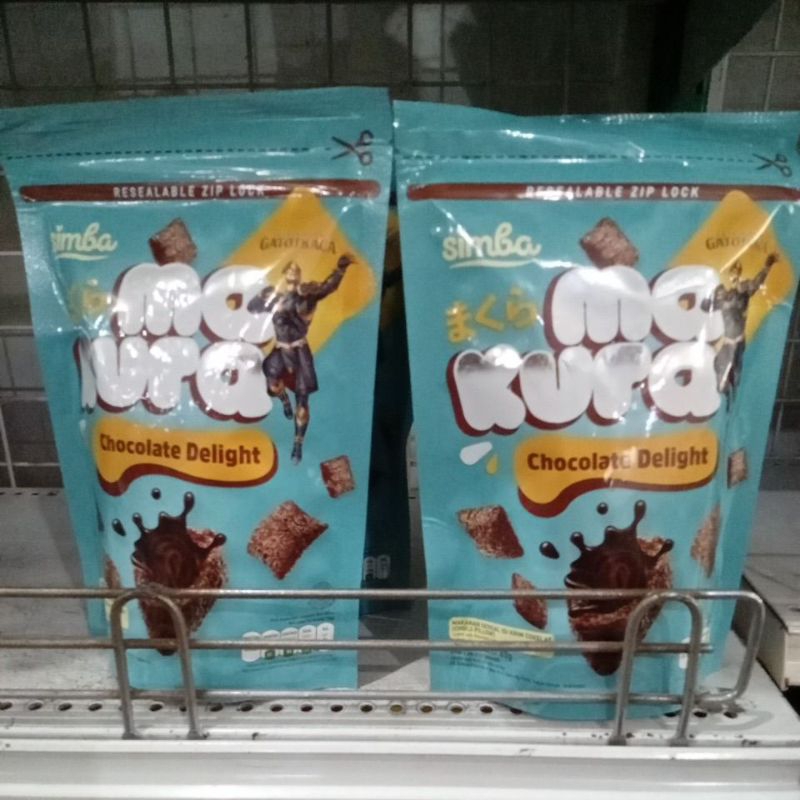 RESEALABLE ZIP LOCK
simba
GATOTKACA
ma
kura
Chocolate Delight
RESEALABLE ZIP LOCK
simba
まくら
ma
kura
Chocolate Delight